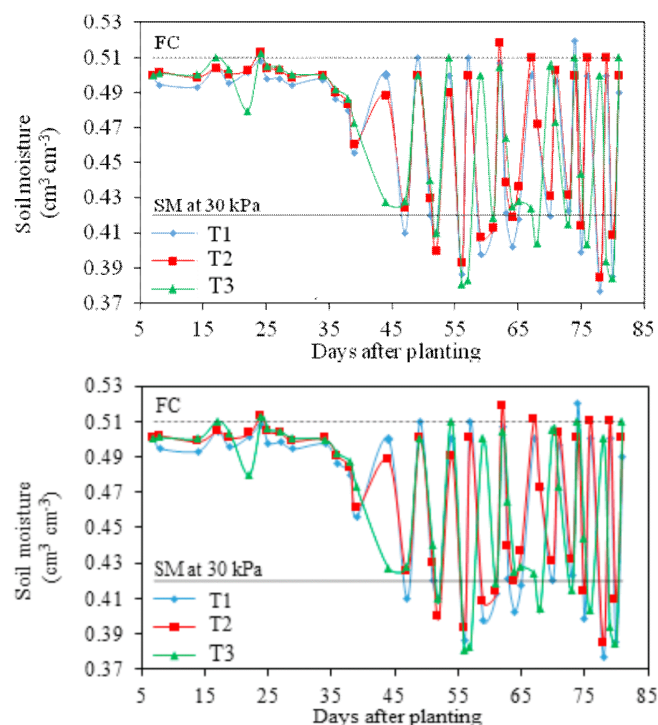 0.53
FC
0.51
0.49
0.47
0.45
0.43
SM at 30 kPa
0.41
0.39
0.37
T1
T2
T3
5 15 25 35 45 55 65 75 85
Days after planting
Soil moisture
(cm³ cm⁻³)
0.53
FC
0.51
0.49
0.47
0.45
0.43
SM at 30 kPa
0.41
0.39
0.37
T1
T2
T3
5 15 25 35 45 55 65 75 85
Days after planting
Soil moisture
(cm³ cm⁻³)